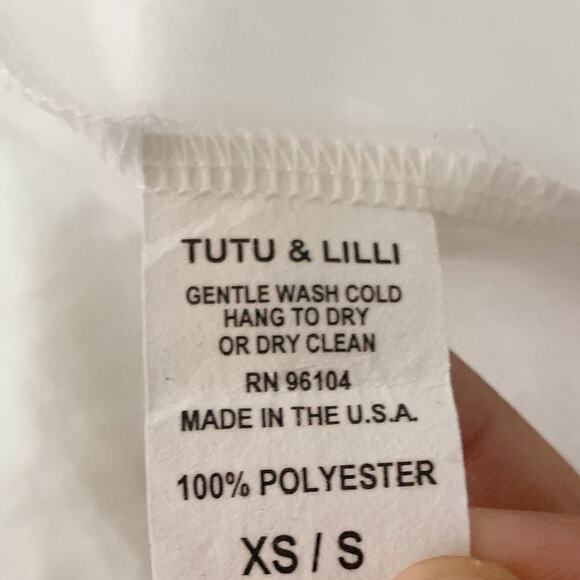 TUTU & LILLI
GENTLE WASH COLD
HANG TO DRY
OR DRY CLEAN
RN 96104
MADE IN THE U.S.A.
100% POLYESTER
XS / S